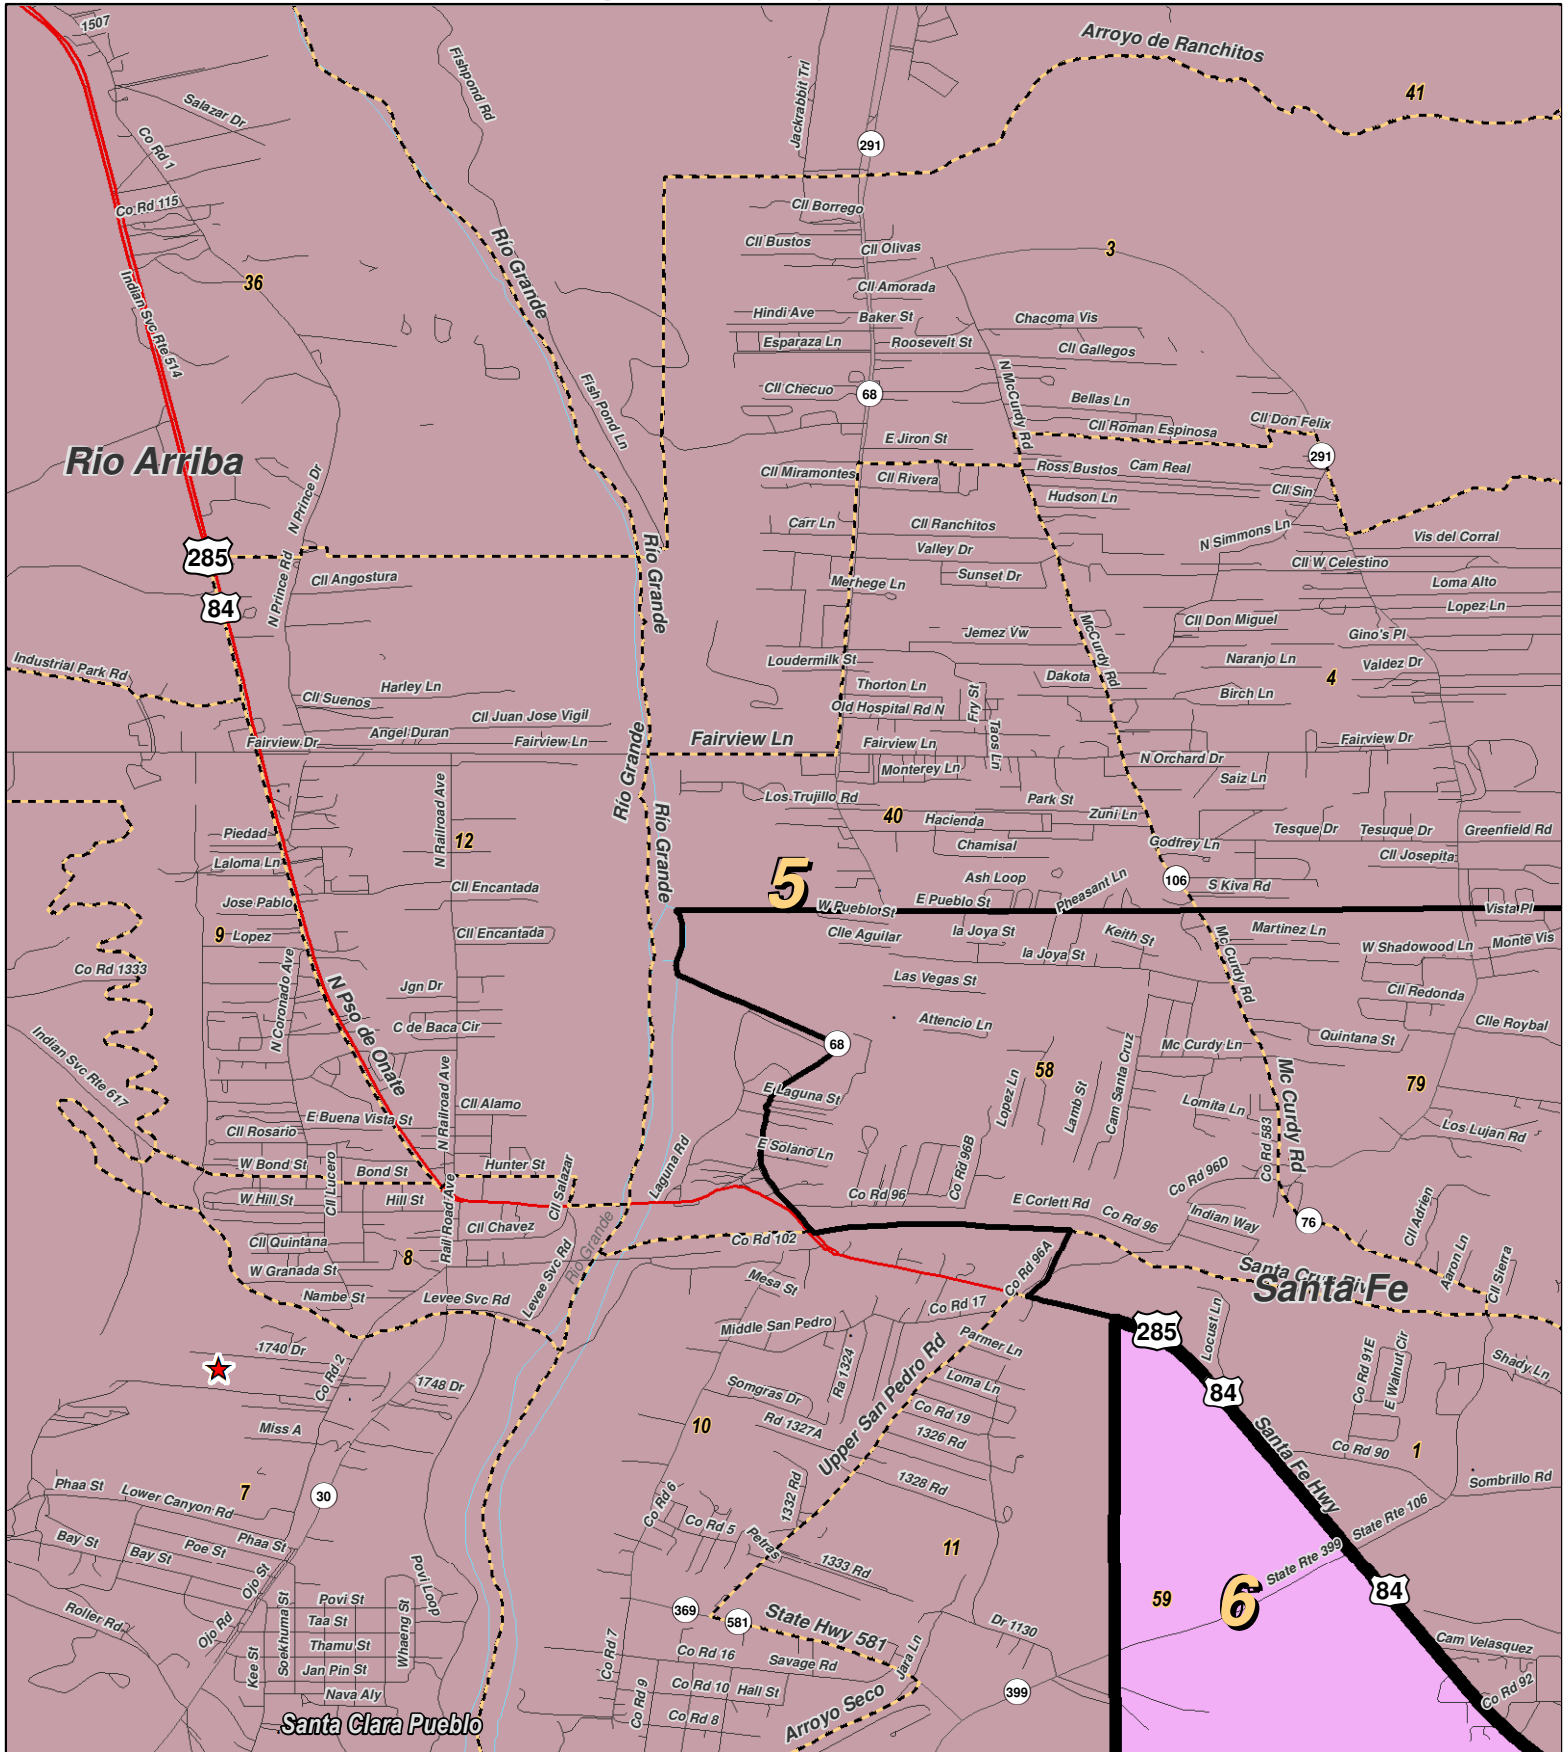 1507
Fishpond Rd
Jackrabbit Trl
Arroyo de Ranchitos
41
Salazar Dr
Co Rd 1
291
Co Rd 115
Cll Borrego
Cll Bustos
Cll Olivas
3
Rio Grande
36
Indian Svc Rte 514
Cll Amorada
Hindi Ave
Baker St
Chacoma Vis
Esparaza Ln
Roosevelt St
Cll Gallegos
Fish Pond Ln
Cll Checuo
68
N McCurdy Rd
Bellas Ln
Cll Roman Espinosa
Cll Don Felix
E Jiron St
291
Rio Arriba
Cll Miramontes
Cll Rivera
Ross Bustos
Cam Real
N Prince Dr
Hudson Ln
Cll Sin
Carr Ln
Cll Ranchitos
N Simmons Ln
Vis del Corral
285
Rio Grande
Valley Dr
Cll W Celestino
N Prince Rd
Cll Angostura
Merhege Ln
Sunset Dr
Loma Alto
84
Lopez Ln
Cll Don Miguel
Jemez Vw
McCurdy Rd
Gino's Pl
Industrial Park Rd
Loudermilk St
Naranjo Ln
Valdez Dr
Dakota
4
Harley Ln
Cll Suenos
Thorton Ln
Fry St
Birch Ln
Old Hospital Rd N
Cll Juan Jose Vigil
Angel Duran
Fairview Dr
Fairview Ln
Rio Grande
Fairview Ln
Fairview Ln
Taos Ln
Fairview Dr
N Orchard Dr
Monterey Ln
Saiz Ln
N Railroad Ave
Los Trujillo Rd
Park St
40
Hacienda
Zuni Ln
Rio Grande
Piedad
12
Tesque Dr
Tesuque Dr
Greenfield Rd
Laloma Ln
Chamisal
Godfrey Ln
Cll Josepita
5
Ash Loop
Pheasant Ln
106
S Kiva Rd
Cll Encantada
Jose Pablo
W Pueblo St
E Pueblo St
Vista Pl
9
Lopez
Cll Encantada
Clle Aguilar
la Joya St
Keith St
Martinez Ln
W Shadowood Ln
Monte Vis
la Joya St
Mc Curdy Rd
Co Rd 1333
N Coronado Ave
N Pso de Onate
Jgn Dr
Las Vegas St
Cll Redonda
C de Baca Cir
Attencio Ln
Clle Roybal
Indian Svc Rte 617
68
Mc Curdy Ln
Quintana St
58
79
N Railroad Ave
Cll Alamo
E Laguna St
Lopez Ln
Lamb St
Cam Santa Cruz
Lomita Ln
Mc Curdy Rd
E Buena Vista St
Cll Rosario
Los Lujan Rd
Co Rd 583
E Solano Ln
Laguna Rd
W Bond St
Cll Lucero
Bond St
Hunter St
Cll Salazar
Co Rd 96B
Co Rd 96D
W Hill St
Hill St
Co Rd 96
E Corlett Rd
Co Rd 96
Indian Way
76
Cll Adrien
Rail Road Ave
Cll Chavez
Cll Quintana
Co Rd 102
8
Levee Svc Rd
Rio Grande
Co Rd 96A
Aaron Ln
Cll Sierra
W Granada St
Mesa St
Santa Fe
Nambe St
Levee Svc Rd
Co Rd 17
Middle San Pedro
285
Locust Ln
1740 Dr
Parmer Ln
Co Rd 91E
E Walnut Cir
Shady Ln
Co Rd 2
1748 Dr
Somgras Dr
Ra 1324
Loma Ln
84
Miss A
Rd 1327A
Upper San Pedro Rd
Co Rd 19
10
1326 Rd
Santa Fe Hwy
Co Rd 90
1
Phaa St
Lower Canyon Rd
7
30
Co Rd 6
1332 Rd
1328 Rd
Sombrillo Rd
State Rte 106
Bay St
Bay St
Poe St
Phaa St
Co Rd 5
Petras
11
1333 Rd
State Rte 399
Ojo St
Povi Loop
6
59
84
Roller Rd
Ojo Rd
Soekhuma St
Povi St
Taa St
Whaeng St
369
581
State Hwy 581
Dr 1130
Thamu St
Cam Velasquez
Kee St
Jan Pin St
Co Rd 7
Co Rd 16
Savage Rd
Jara Ln
Nava Aly
Co Rd 9
Co Rd 10
Hall St
399
Co Rd 92
Santa Clara Pueblo
Co Rd 8
Arroyo Seco